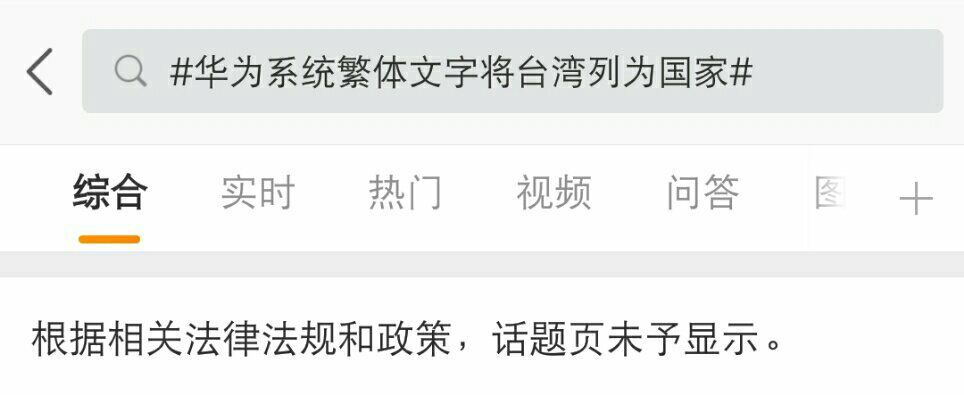 #华为系统繁体文字将台湾列为国家#
综合 实时 热门 视频 问答 图
根据相关法律法规和政策，话题页未予显示。